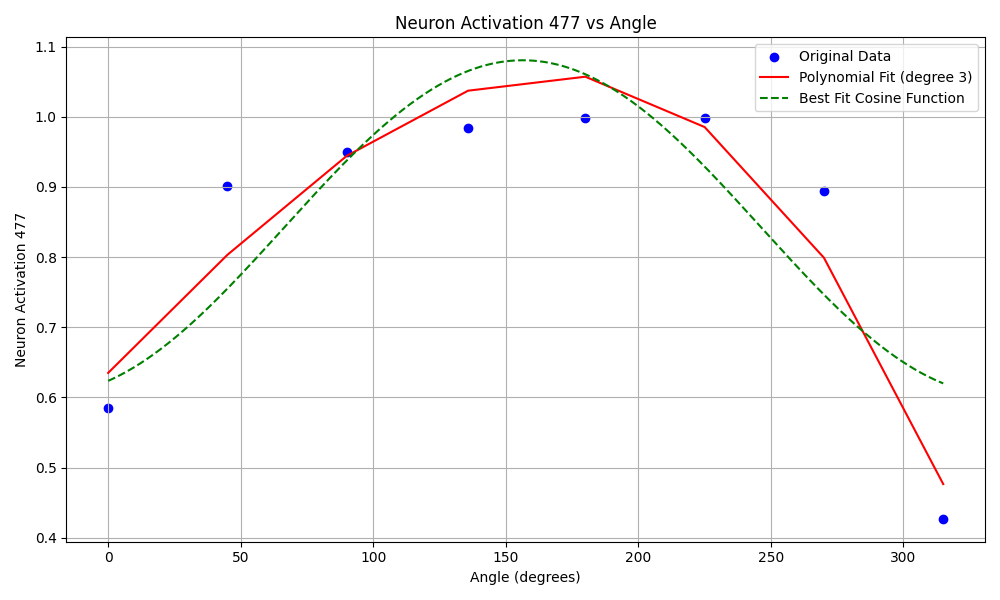 Neuron Activation 477 vs Angle
Original Data
Polynomial Fit (degree 3)
Best Fit Cosine Function
Neuron Activation 477
1.1
1.0
0.9
0.8
0.7
0.6
0.5
0.4
0
50
100
150
200
250
300
Angle (degrees)